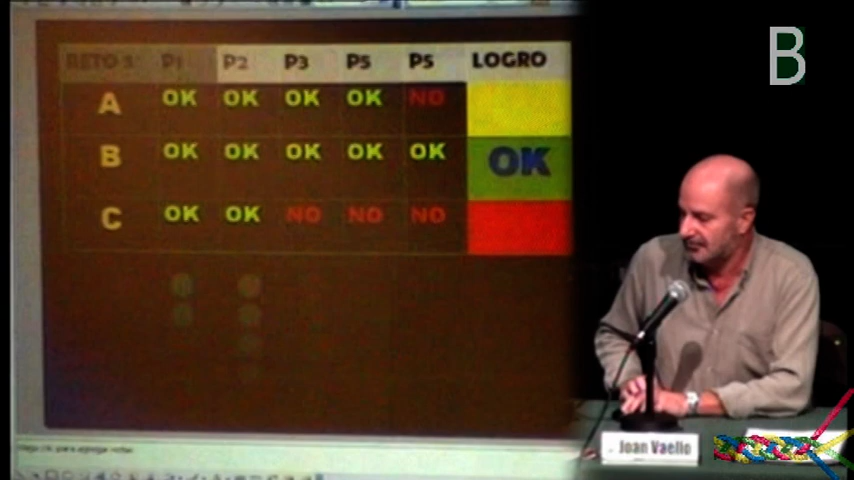 B
RETO 3 P1 P2 P3 P5 P5 LOGRO
A OK OK OK OK NO
B OK OK OK OK OK OK
C OK OK NO NO NO
Joan Vaello